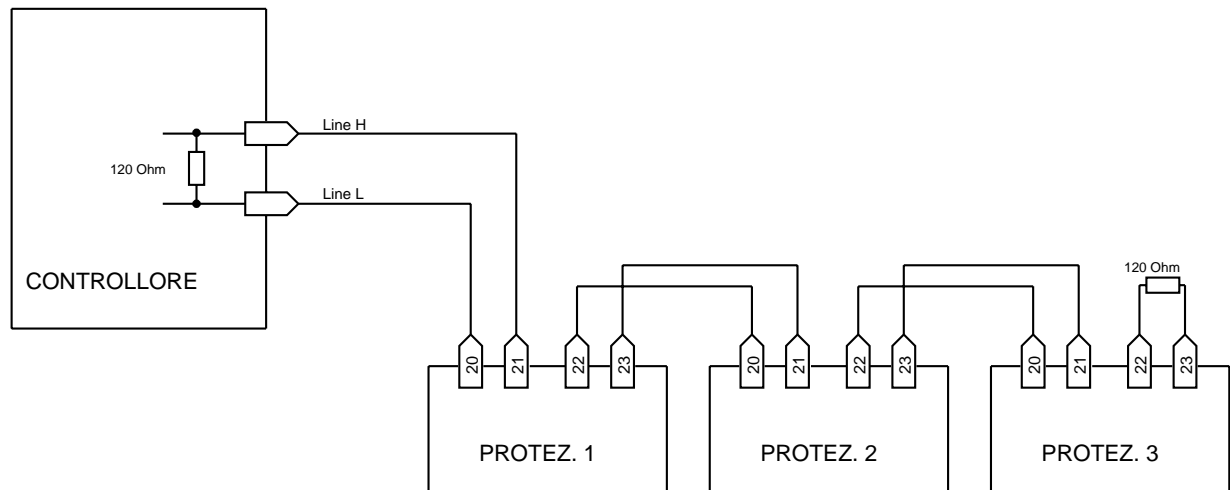 Line H
120 Ohm
Line L
CONTROLLORE
120 Ohm
20 21 22 23 20 21 22 23 20 21 22 23
PROTEZ. 1 PROTEZ. 2 PROTEZ. 3